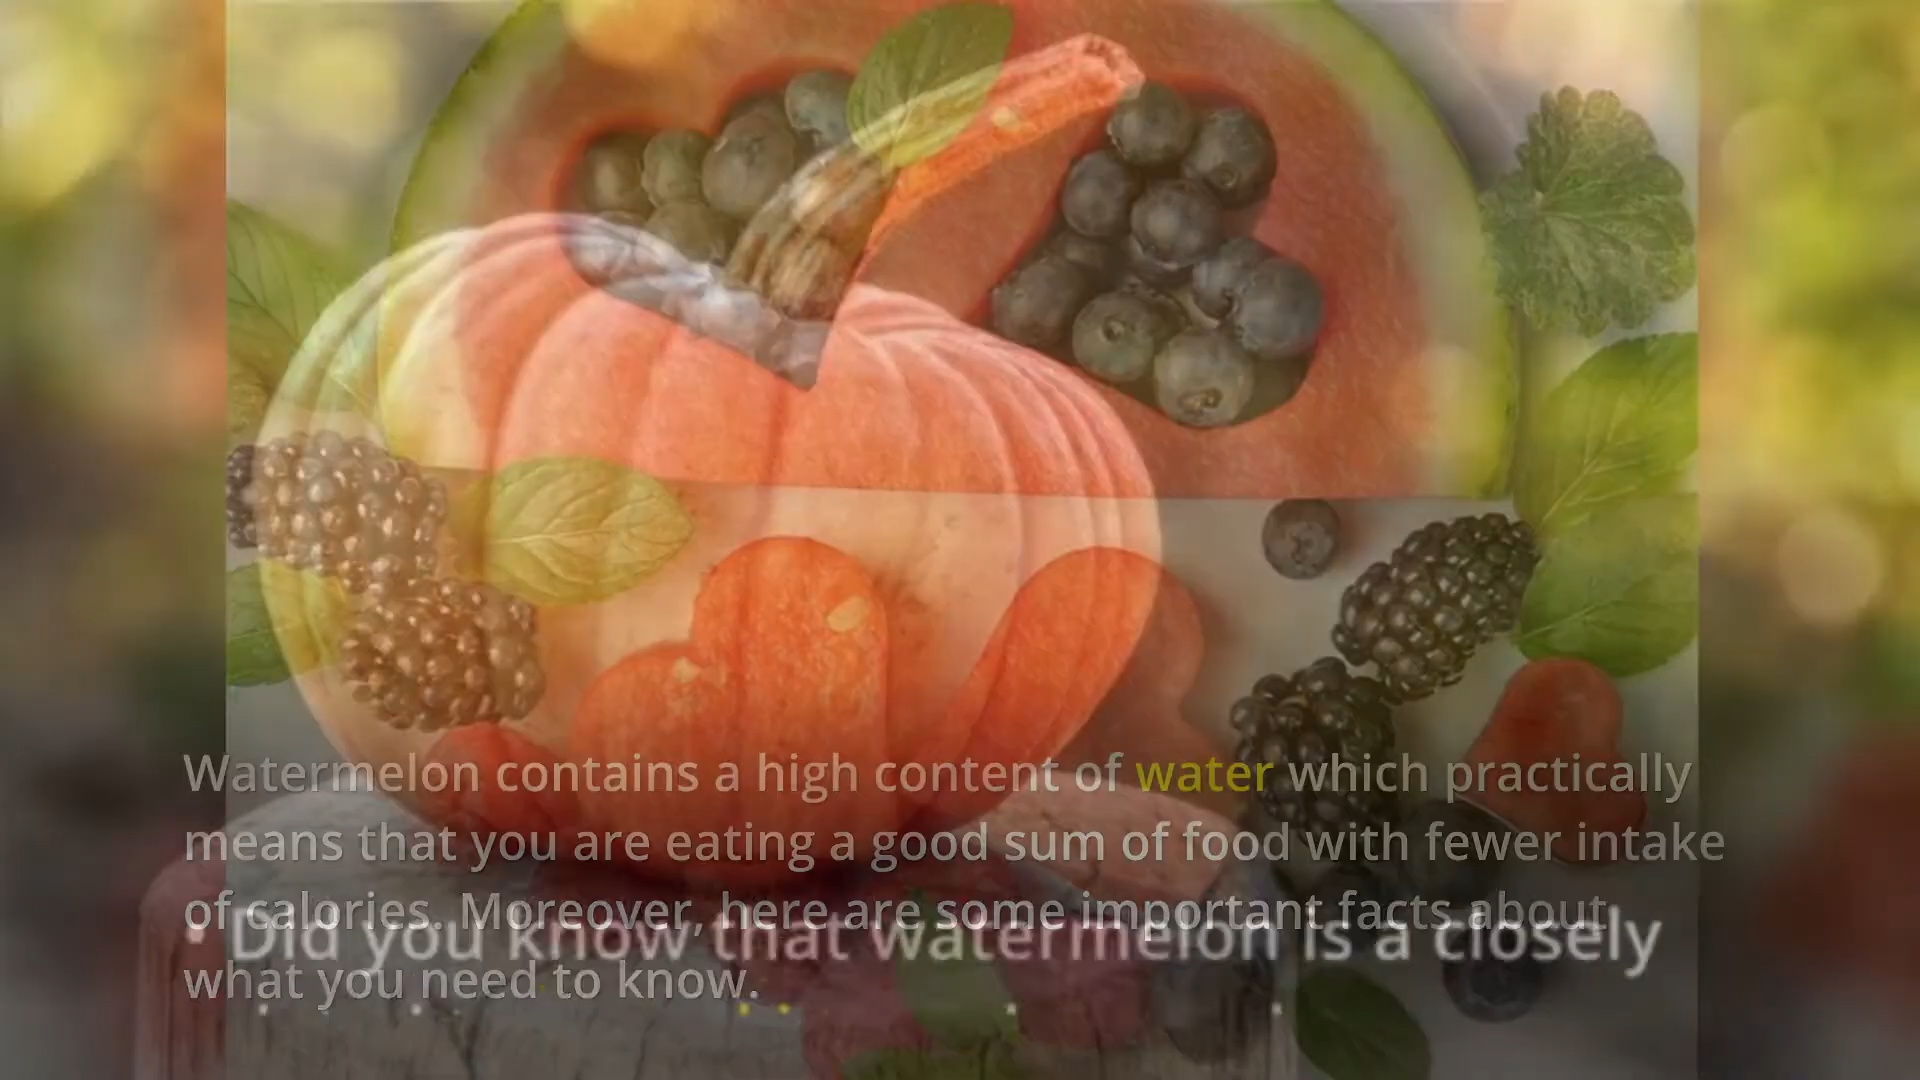 Watermelon contains a high content of water which practically
means that you are eating a good sum of food with fewer intake
of calories. Moreover, here are some important facts about
what you need to know.
• Did you know that watermelon is a closely